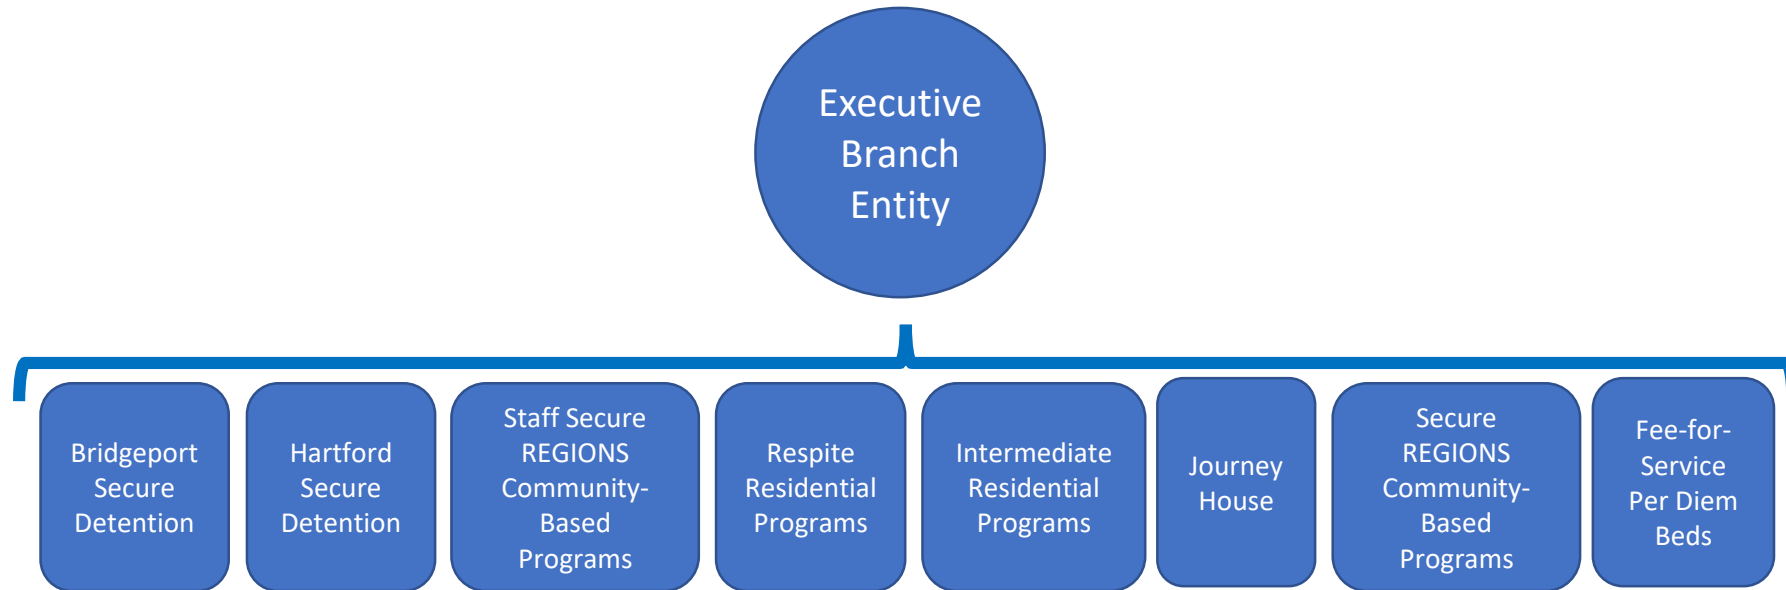 Executive
Branch
Entity
Bridgeport
Secure
Detention
Hartford
Secure
Detention
Staff Secure
REGIONS
Community-
Based
Programs
Respite
Residential
Programs
Intermediate
Residential
Programs
Journey
House
Secure
REGIONS
Community-
Based
Programs
Fee-for-
Service
Per Diem
Beds